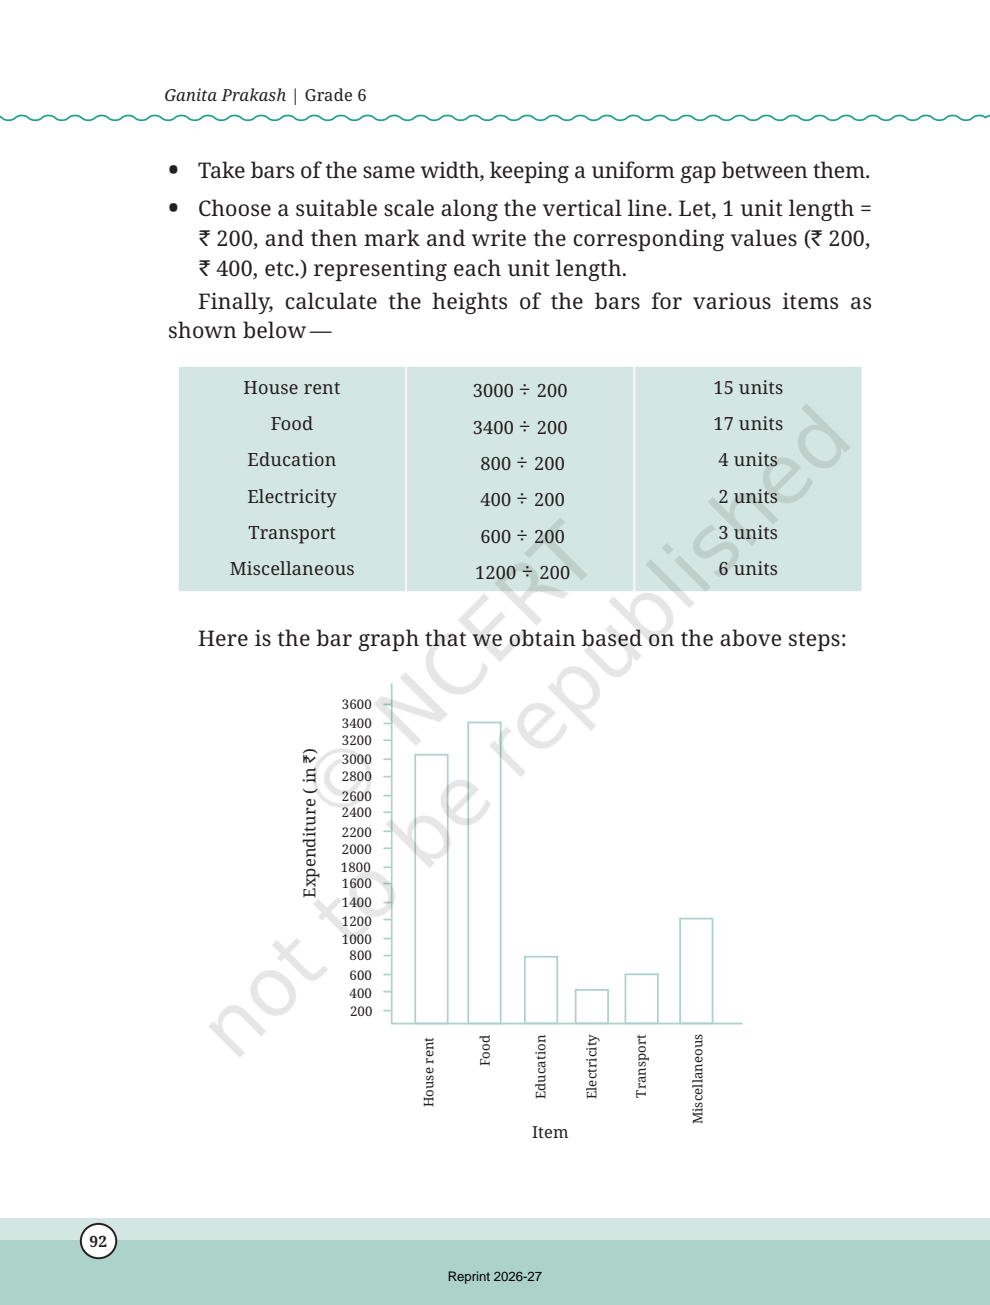 Ganita Prakash | Grade 6
• Take bars of the same width, keeping a uniform gap between them.
• Choose a suitable scale along the vertical line. Let, 1 unit length =
₹ 200, and then mark and write the corresponding values (₹ 200,
₹ 400, etc.) representing each unit length.
Finally, calculate the heights of the bars for various items as
shown below —
House rent 3000 ÷ 200 15 units
Food 3400 ÷ 200 17 units
Education 800 ÷ 200 4 units
Electricity 400 ÷ 200 2 units
Transport 600 ÷ 200 3 units
Miscellaneous 1200 ÷ 200 6 units
Here is the bar graph that we obtain based on the above steps:
Expenditure ( in ₹)
3600
3400
3200
3000
2800
2600
2400
2200
2000
1800
1600
1400
1200
1000
800
600
400
200
House rent
Food
Education
Electricity
Transport
Miscellaneous
Item
© NCERT
not to be republished
92
Reprint 2026-27